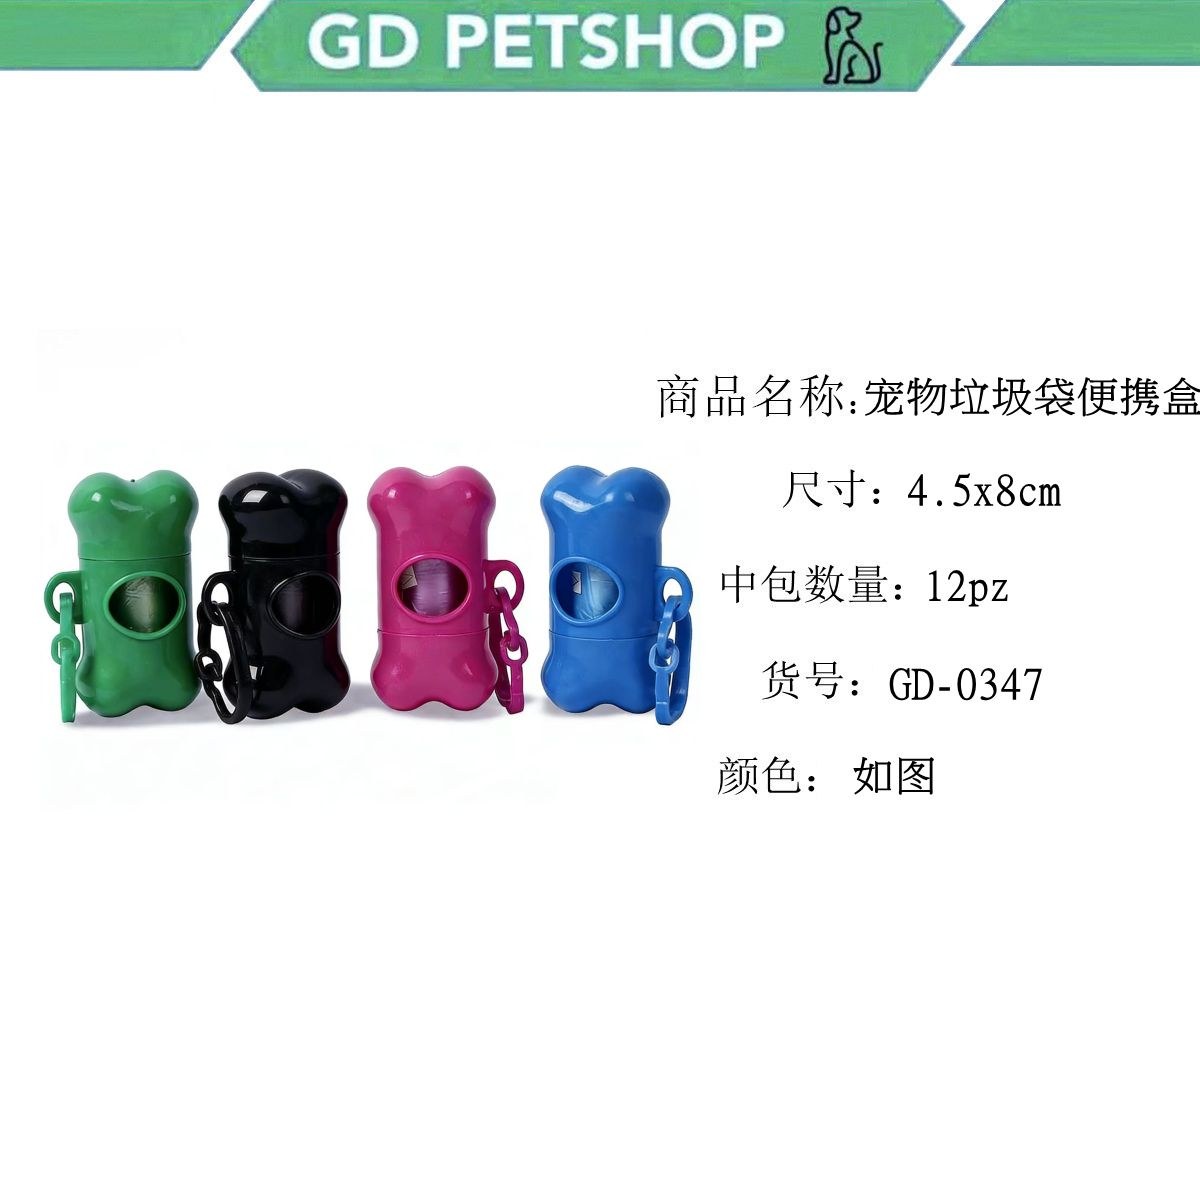 GD PETSHOP
商品名称:宠物垃圾袋便携盒
尺寸：4.5x8cm
中包数量：12pz
货号：GD-0347
颜色： 如图